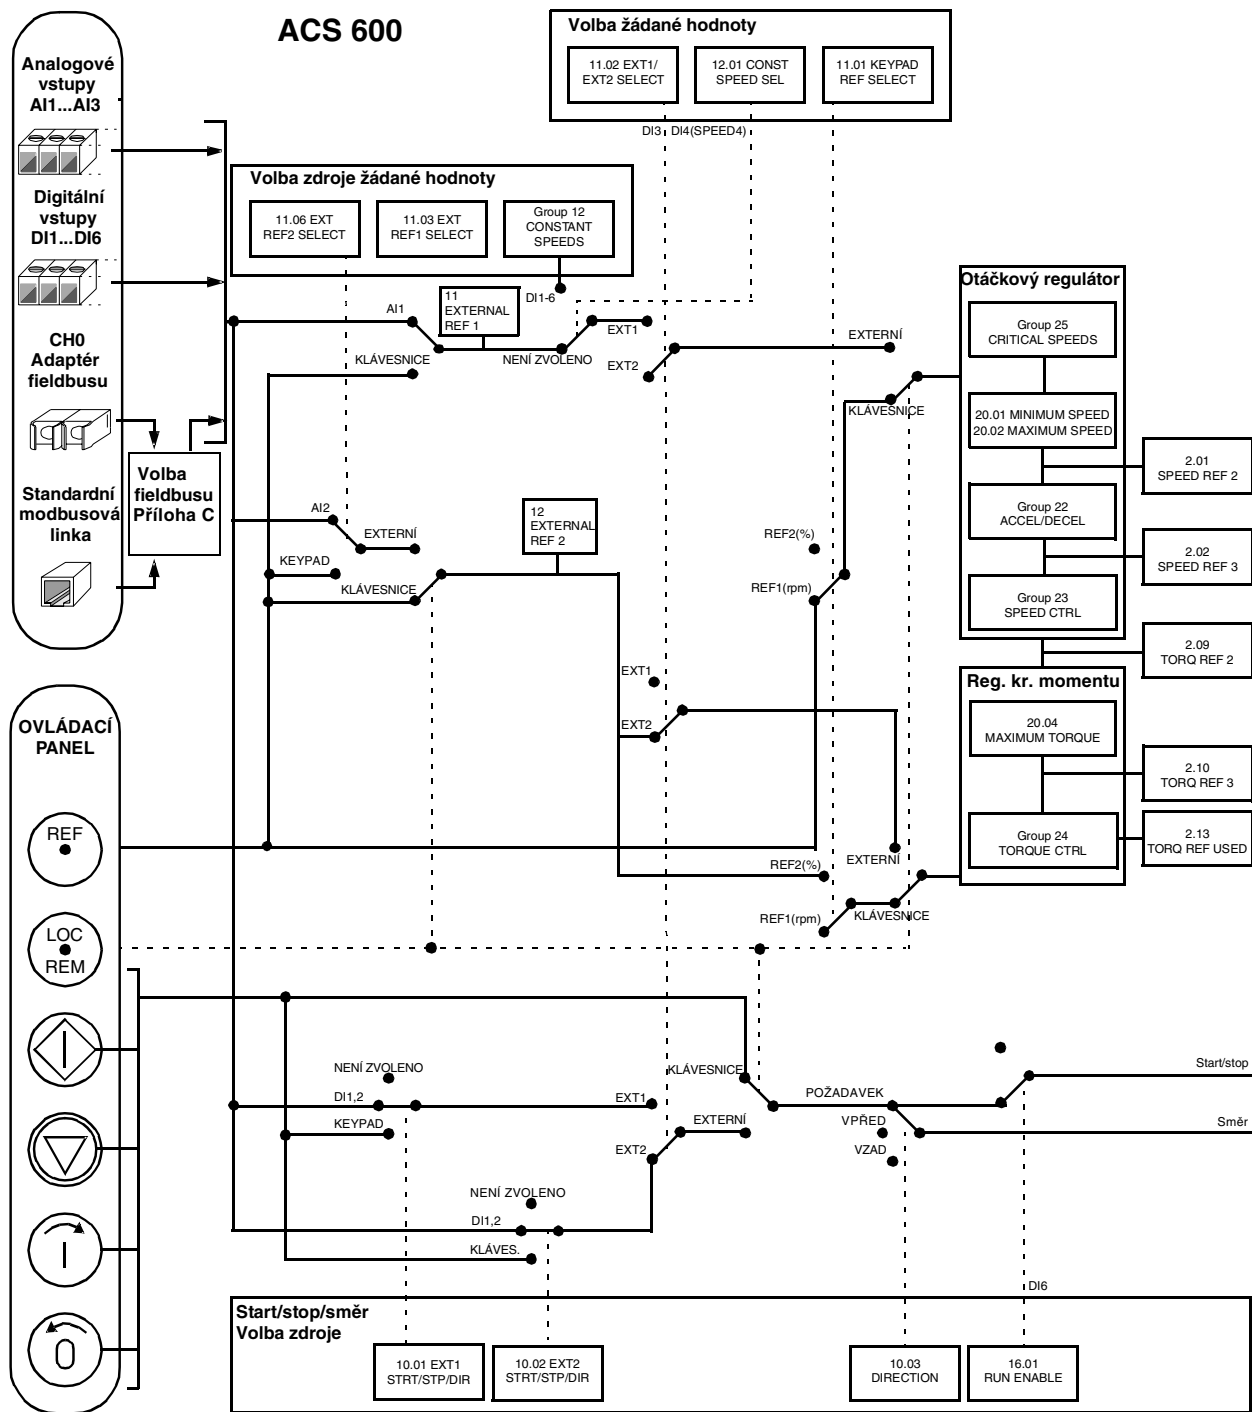 ACS 600
Volba žádané hodnoty
11.02 EXT1/
EXT2 SELECT
12.01 CONST
SPEED SEL
11.01 KEYPAD
REF SELECT
DI3
DI4(SPEED4)
Analogové
vstupy
AI1...AI3
Digitální
vstupy
DI1...DI6
CH0
Adaptér
fieldbusu
Standardní
modbusová
linka
Volba
fieldbusu
Příloha C
Volba zdroje žádané hodnoty
11.06 EXT
REF2 SELECT
11.03 EXT
REF1 SELECT
Group 12
CONSTANT
SPEEDS
DI1-6
AI1
11
EXTERNAL
REF 1
KLÁVESNICE
NENÍ ZVOLENO
EXT1
EXT2
EXTERNÍ
KLÁVESNICE
Otáčkový regulátor
Group 25
CRITICAL SPEEDS
20.01 MINIMUM SPEED
20.02 MAXIMUM SPEED
2.01
SPEED REF 2
Group 22
ACCEL/DECEL
2.02
SPEED REF 3
Group 23
SPEED CTRL
2.09
TORQ REF 2
AI2
EXTERNÍ
KEYPAD
KLÁVESNICE
12
EXTERNAL
REF 2
REF2(%)
REF1(rpm)
EXT1
EXT2
Reg. kr. momentu
20.04
MAXIMUM TORQUE
2.10
TORQ REF 3
Group 24
TORQUE CTRL
2.13
TORQ REF USED
EXTERNÍ
REF2(%)
REF1(rpm)
KLÁVESNICE
OVLÁDACÍ
PANEL
REF
LOC
REM
I
I
0
NENÍ ZVOLENO
DI1,2
KEYPAD
EXT1
EXT2
EXTERNÍ
KLÁVESNICE
POŽADAVEK
VPŘED
VZAD
Start/stop
Směr
NENÍ ZVOLENO
DI1,2
KLÁVES.
DI6
Start/stop/směr
Volba zdroje
10.01 EXT1
STRT/STP/DIR
10.02 EXT2
STRT/STP/DIR
10.03
DIRECTION
16.01
RUN ENABLE